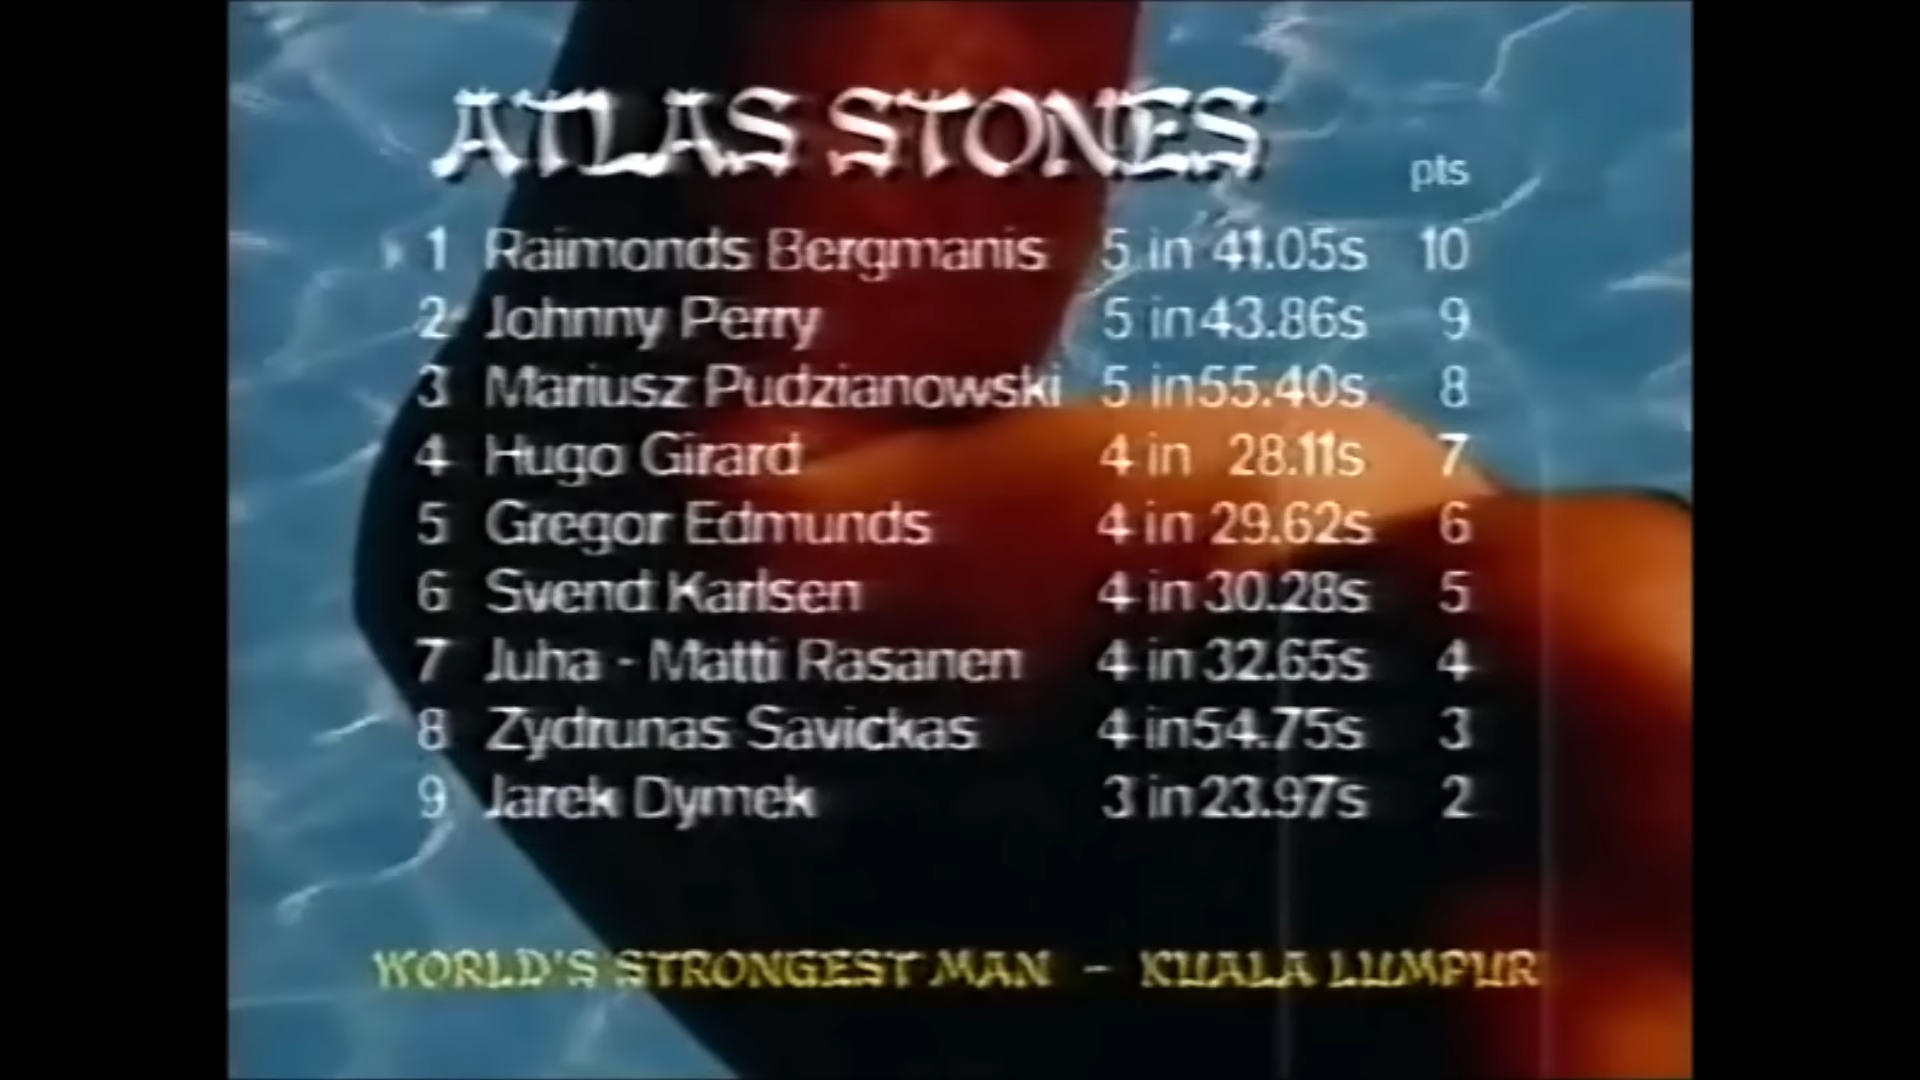 ATLAS STONES
pts
1 Raimonds Bergmanis 5 in 41.05s 10
2 Johnny Perry 5 in 43.86s 9
3 Mariusz Pudzianowski 5 in 55.40s 8
4 Hugo Girard 4 in 28.11s 7
5 Gregor Edmunds 4 in 29.62s 6
6 Svend Karlsen 4 in 30.28s 5
7 Juha - Matti Rasanen 4 in 32.65s 4
8 Zydrunas Savickas 4 in 54.75s 3
9 Jarek Dymek 3 in 23.97s 2
WORLD'S STRONGEST MAN - KUALA LUMPUR